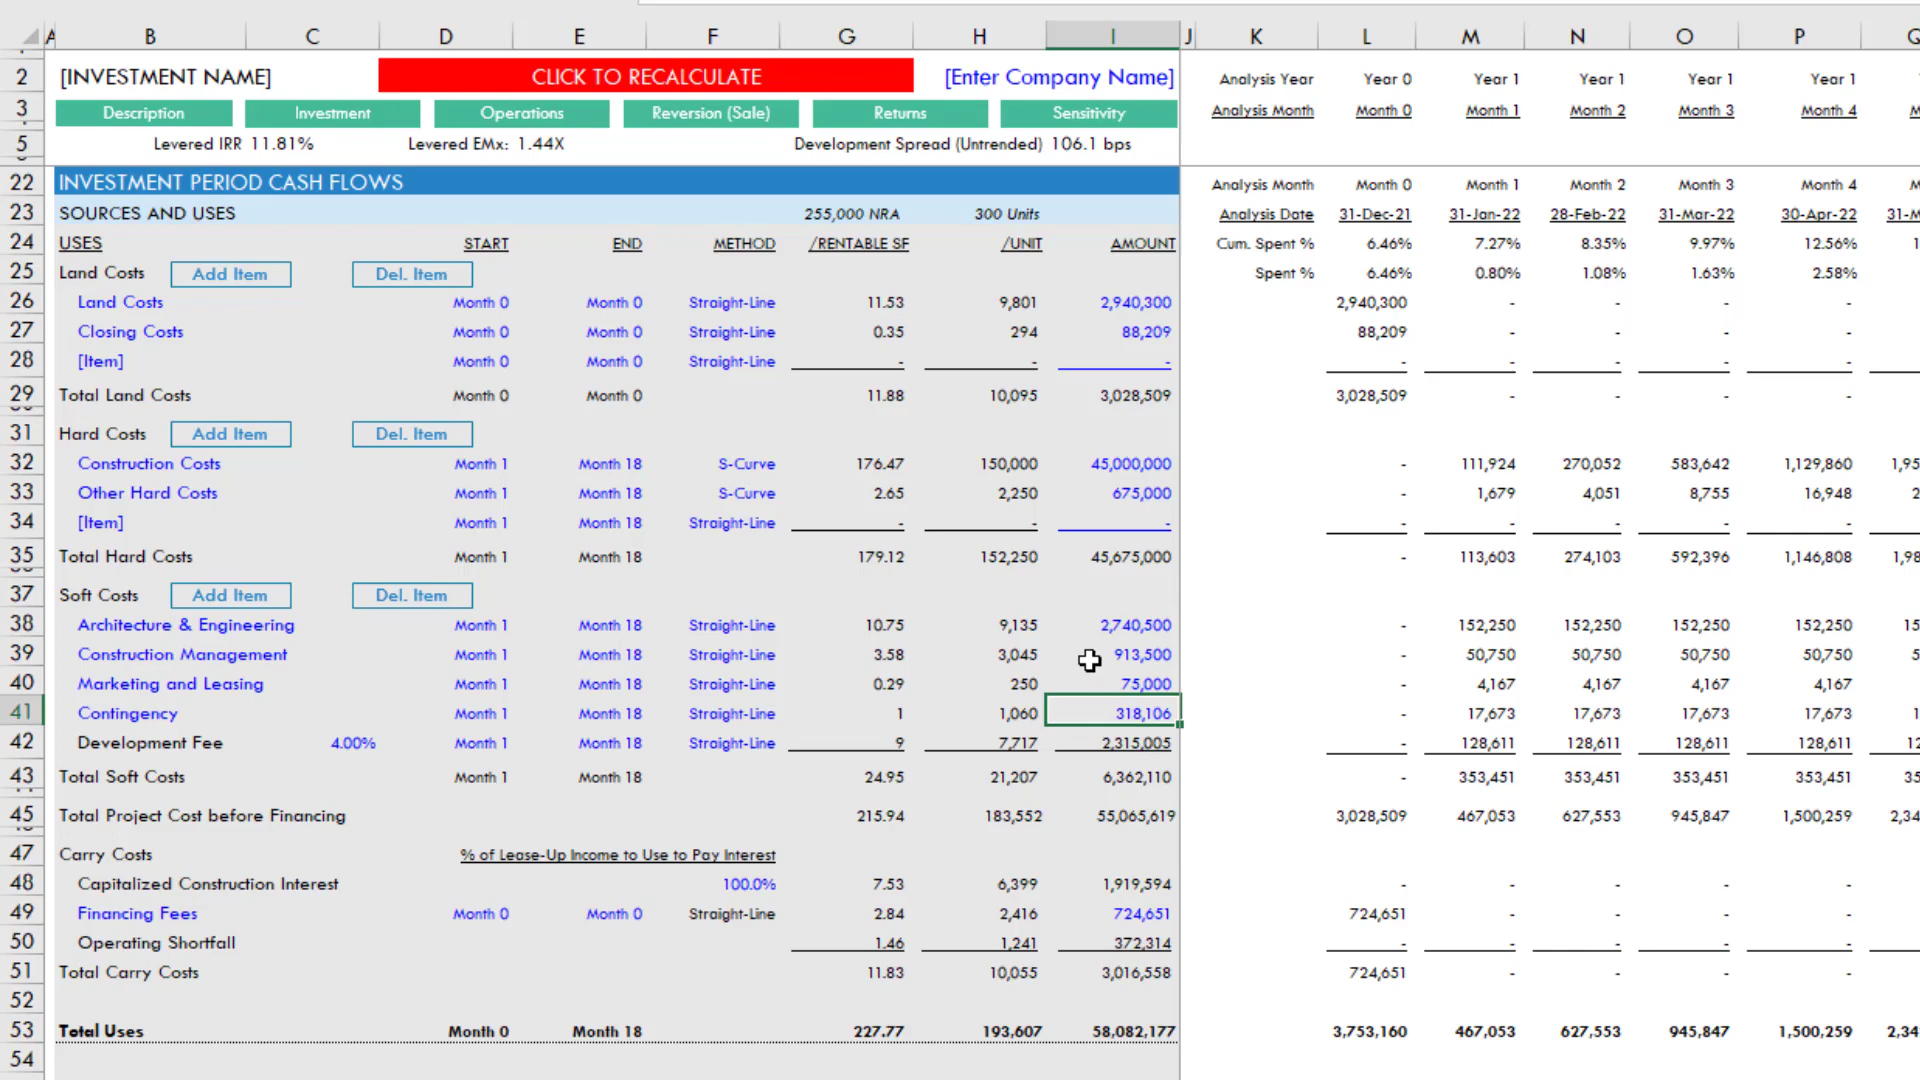 A B C D E F G H I J K L M N O P Q
2 [INVESTMENT NAME] CLICK TO RECALCULATE [Enter Company Name] Analysis Year Year 0 Year 1 Year 1 Year 1 Year 1
3 Description Investment Operations Reversion (Sale) Returns Sensitivity Analysis Month Month 0 Month 1 Month 2 Month 3 Month 4
5 Levered IRR 11.81% Levered EMx: 1.44X Development Spread (Untrended) 106.1 bps
22 INVESTMENT PERIOD CASH FLOWS Analysis Month Month 0 Month 1 Month 2 Month 3 Month 4
23 SOURCES AND USES 255,000 NRA 300 Units Analysis Date 31-Dec-21 31-Jan-22 28-Feb-22 31-Mar-22 30-Apr-22 31-M
24 USES START END METHOD /RENTABLE SF /UNIT AMOUNT Cum. Spent % 6.46% 7.27% 8.35% 9.97% 12.56% 1
25 Land Costs Add Item Del. Item Spent % 6.46% 0.80% 1.08% 1.63% 2.58%
26 Land Costs Month 0 Month 0 Straight-Line 11.53 9,801 2,940,300 2,940,300 - - - -
27 Closing Costs Month 0 Month 0 Straight-Line 0.35 294 88,209 88,209 - - - -
28 [Item] Month 0 Month 0 Straight-Line - - - - - - - -
29 Total Land Costs Month 0 Month 0 11.88 10,095 3,028,509 3,028,509 - - - -
31 Hard Costs Add Item Del. Item
32 Construction Costs Month 1 Month 18 S-Curve 176.47 150,000 45,000,000 - 111,924 270,052 583,642 1,129,860 1,95
33 Other Hard Costs Month 1 Month 18 S-Curve 2.65 2,250 675,000 - 1,679 4,051 8,755 16,948 2
34 [Item] Month 1 Month 18 Straight-Line - - - - - - - -
35 Total Hard Costs Month 1 Month 18 179.12 152,250 45,675,000 - 113,603 274,103 592,396 1,146,808 1,98
37 Soft Costs Add Item Del. Item
38 Architecture & Engineering Month 1 Month 18 Straight-Line 10.75 9,135 2,740,500 - 152,250 152,250 152,250 152,250 15
39 Construction Management Month 1 Month 18 Straight-Line 3.58 3,045 913,500 - 50,750 50,750 50,750 50,750 5
40 Marketing and Leasing Month 1 Month 18 Straight-Line 0.29 250 75,000 - 4,167 4,167 4,167 4,167
41 Contingency Month 1 Month 18 Straight-Line 1 1,060 318,106 - 17,673 17,673 17,673 17,673 1
42 Development Fee 4.00% Month 1 Month 18 Straight-Line 9 7,717 2,315,005 - 128,611 128,611 128,611 128,611 12
43 Total Soft Costs Month 1 Month 18 24.95 21,207 6,362,110 - 353,451 353,451 353,451 353,451 35
45 Total Project Cost before Financing 215.94 183,552 55,065,619 3,028,509 467,053 627,553 945,847 1,500,259 2,34
47 Carry Costs % of Lease-Up Income to Use to Pay Interest
48 Capitalized Construction Interest 100.0% 7.53 6,399 1,919,594 - - - - -
49 Financing Fees Month 0 Month 0 Straight-Line 2.84 2,416 724,651 724,651 - - - -
50 Operating Shortfall 1.46 1,241 372,314 - - - - -
51 Total Carry Costs 11.83 10,055 3,016,558 724,651 - - - -
52
53 Total Uses Month 0 Month 18 227.77 193,607 58,082,177 3,753,160 467,053 627,553 945,847 1,500,259 2,34
54